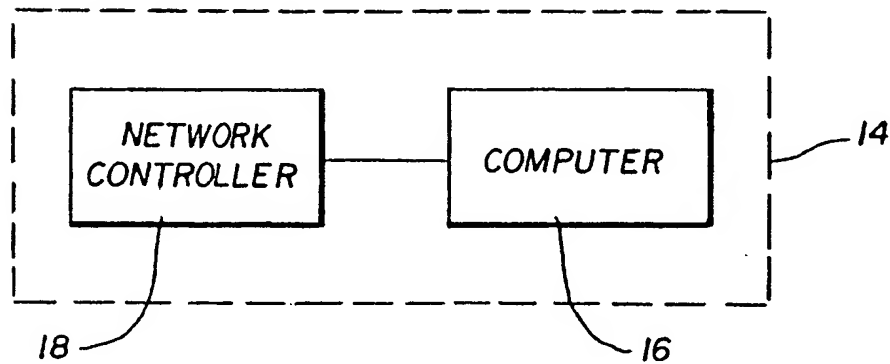 NETWORK
CONTROLLER
COMPUTER
14
18
16